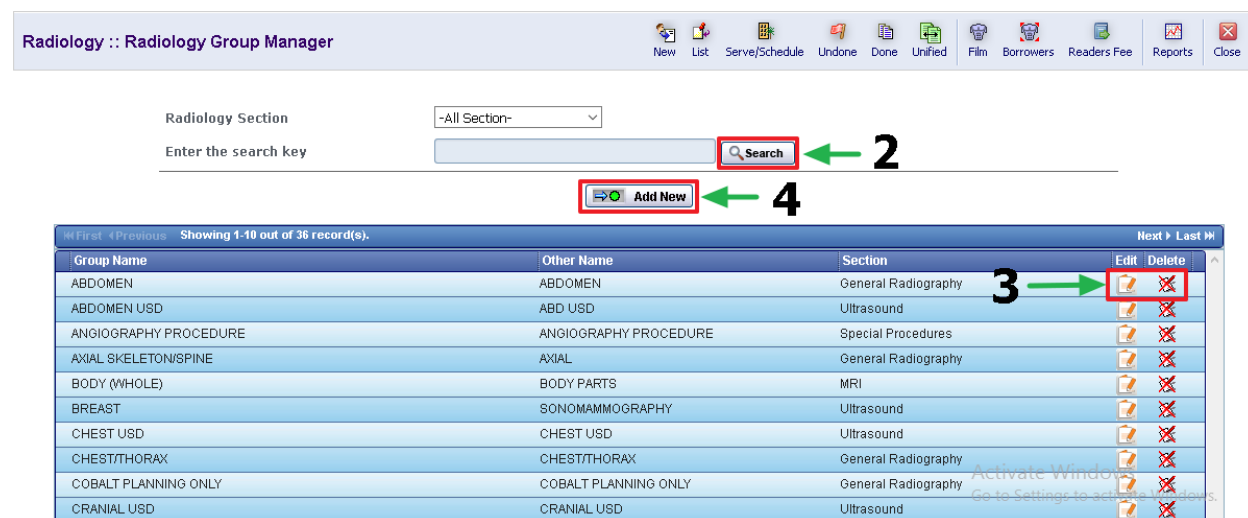 Radiology :: Radiology Group Manager
New List Serve/Schedule Undone Done Unified Film Borrowers Readers Fee Reports Close
Radiology Section -All Section-
Enter the search key Search 2
Add New 4
First Previous Showing 1-10 out of 36 record(s). Next Last
Group Name Other Name Section Edit Delete
ABDOMEN ABDOMEN General Radiography 3
ABDOMEN USD ABD USD Ultrasound
ANGIOGRAPHY PROCEDURE ANGIOGRAPHY PROCEDURE Special Procedures
AXIAL SKELETON/SPINE AXIAL General Radiography
BODY (WHOLE) BODY PARTS MRI
BREAST SONOMAMMOGRAPHY Ultrasound
CHEST USD CHEST USD Ultrasound
CHEST/THORAX CHEST/THORAX General Radiography
Activate Windows
COBALT PLANNING ONLY COBALT PLANNING ONLY General Radiography
Go to Settings to activate Windows.
CRANIAL USD CRANIAL USD Ultrasound